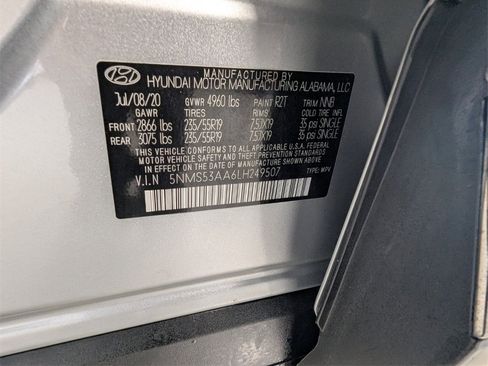 MANUFACTURED BY
HYUNDAI MOTOR MANUFACTURING ALABAMA, LLC
Jul/08/20 GVWR 4960 lbs PAINT R2T TRIM NNB
GAWR TIRES RIMS COLD TIRE INFL
FRONT 2866 lbs 235/55R19 7.5JX19 35 psi SINGLE
REAR 3075 lbs 235/55R19 7.5JX19 35 psi SINGLE
THIS VEHICLE CONFORMS TO ALL APPLICABLE U.S.A. FEDERAL
MOTOR VEHICLE SAFETY, BUMPER, AND THEFT PREVENTION STANDARDS
IN EFFECT ON THE DATE OF MANUFACTURE SHOWN ABOVE.
V.I.N 5NMS53AA6LH249507
TYPE: MPV